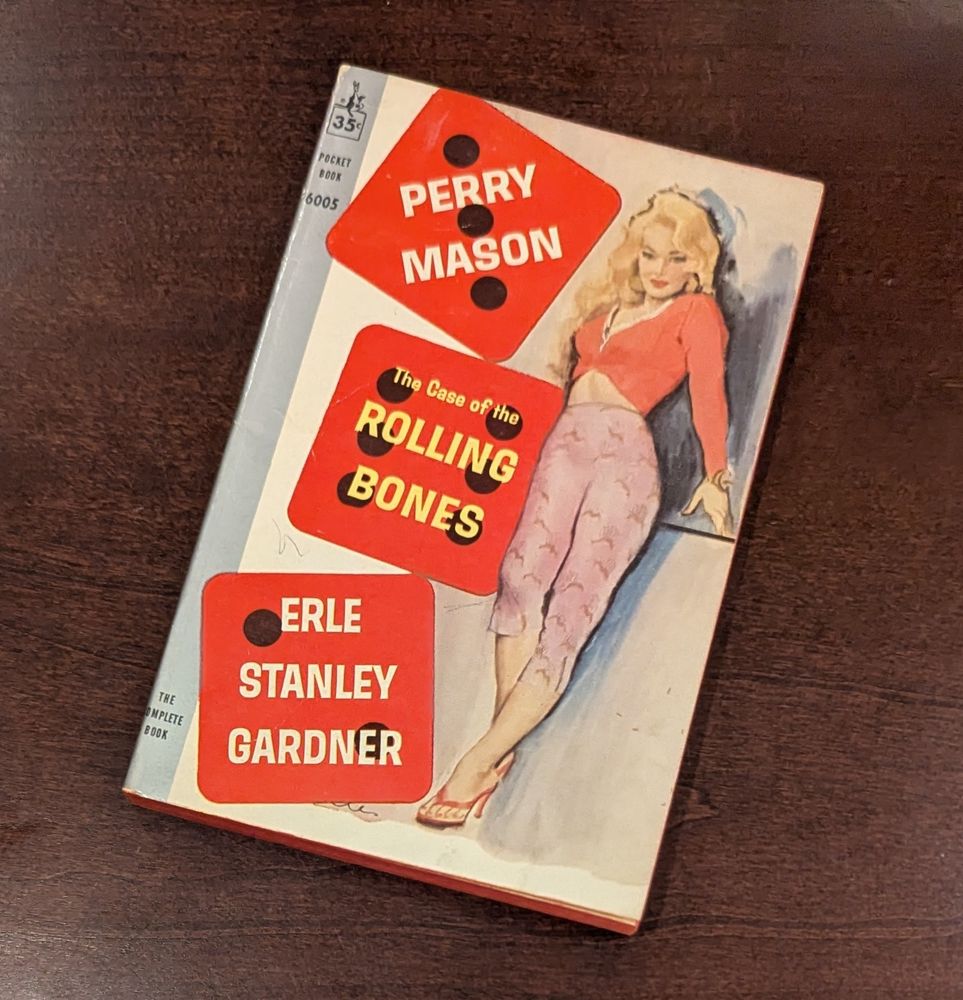 35¢
POCKET
BOOK
6005
PERRY
MASON
The Case of the
ROLLING
BONES
ERLE
STANLEY
GARDNER
THE
COMPLETE
BOOK